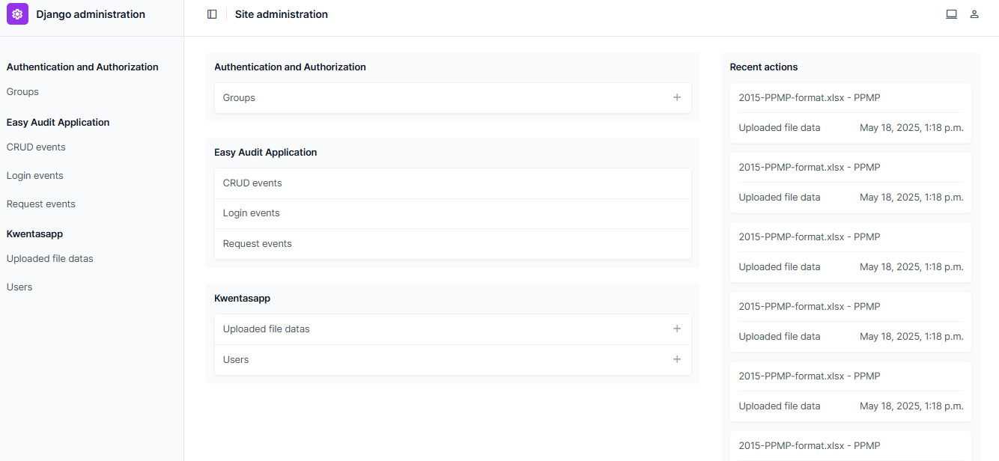 Django administration
Site administration
Authentication and Authorization
Groups
Easy Audit Application
CRUD events
Login events
Request events
Kwentasapp
Uploaded file datas
Users
Authentication and Authorization
Groups
Easy Audit Application
CRUD events
Login events
Request events
Kwentasapp
Uploaded file datas
Users
Recent actions
2015-PPMP-format.xlsx - PPMP
Uploaded file data May 18, 2025, 1:18 p.m.
2015-PPMP-format.xlsx - PPMP
Uploaded file data May 18, 2025, 1:18 p.m.
2015-PPMP-format.xlsx - PPMP
Uploaded file data May 18, 2025, 1:18 p.m.
2015-PPMP-format.xlsx - PPMP
Uploaded file data May 18, 2025, 1:18 p.m.
2015-PPMP-format.xlsx - PPMP
Uploaded file data May 18, 2025, 1:18 p.m.
2015-PPMP-format.xlsx - PPMP